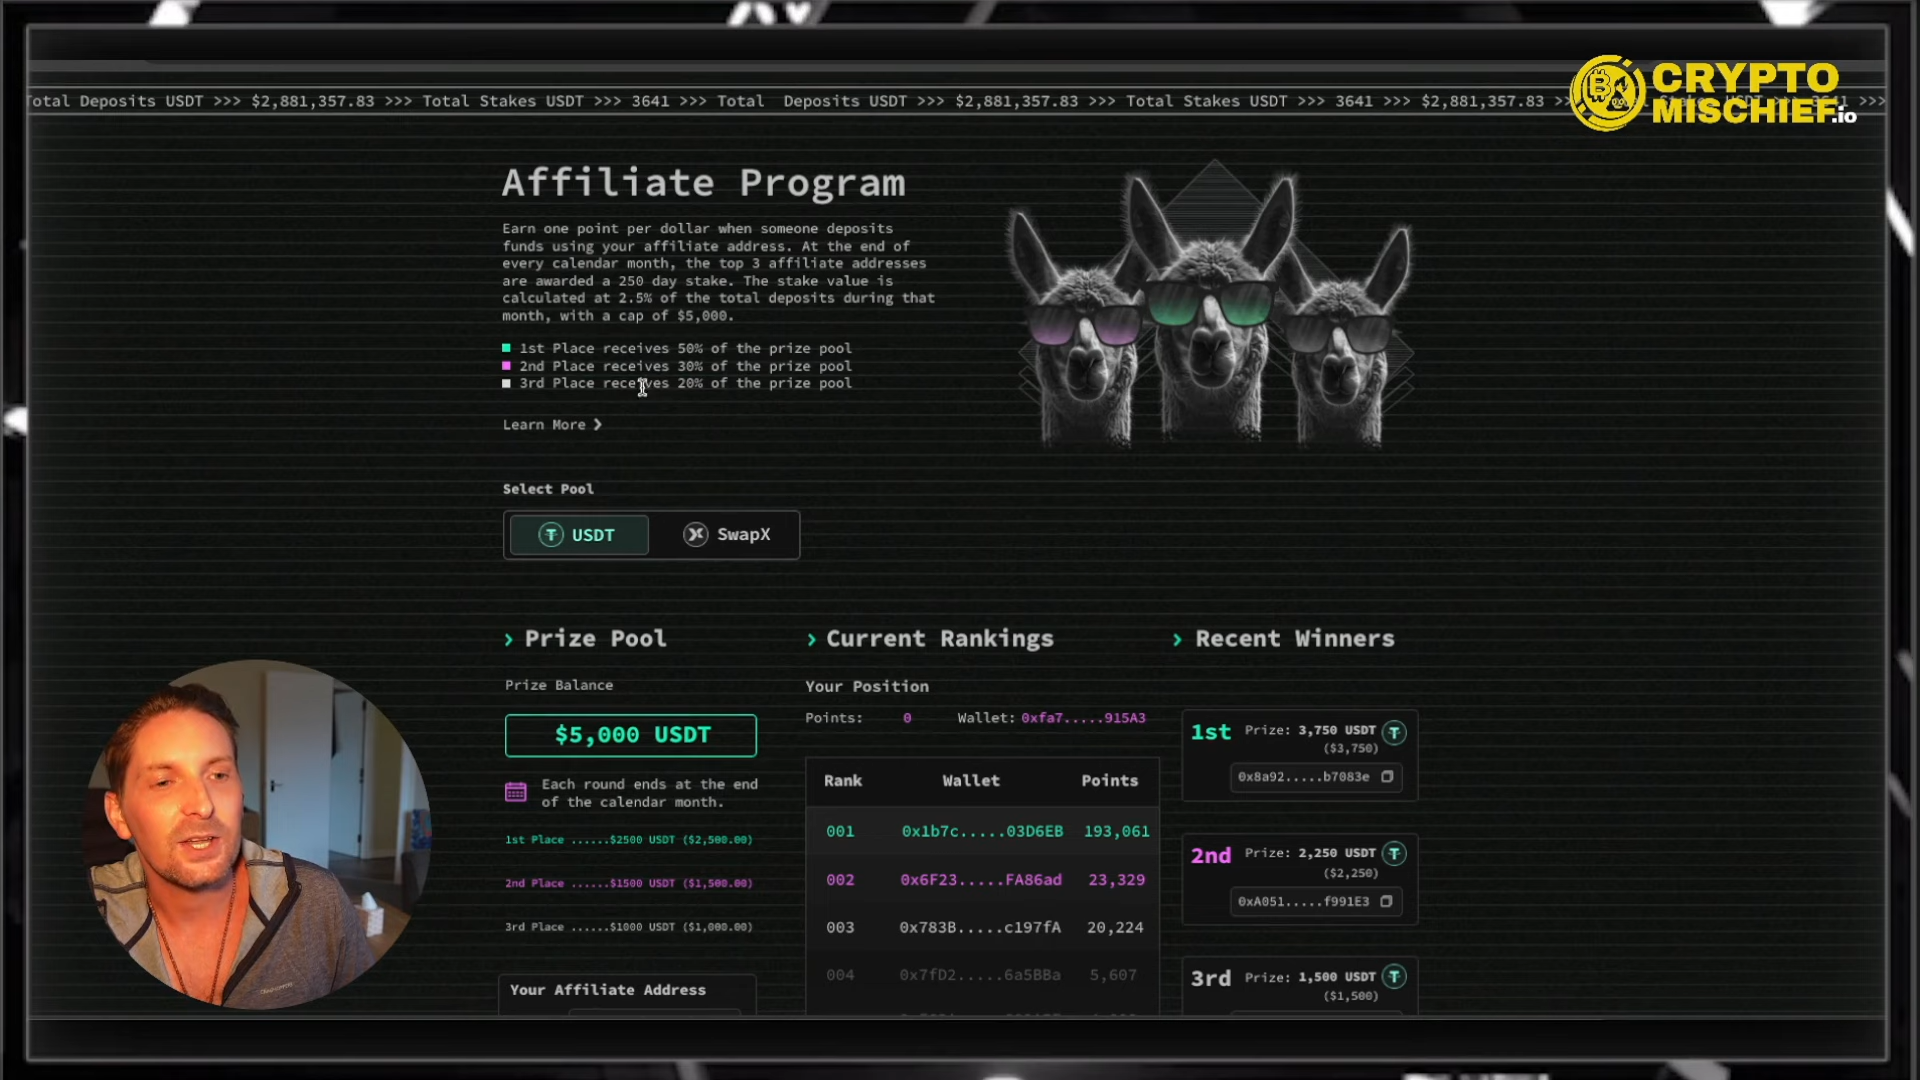 Total Deposits USDT >>> $2,881,357.83 >>> Total Stakes USDT >>> 3641 >>> Total Deposits USDT >>> $2,881,357.83 >>> Total Stakes USDT >>> 3641 >>> $2,881,357.83 >>>
CRYPTO
MISCHIEF.io
Affiliate Program
Earn one point per dollar when someone deposits
funds using your affiliate address. At the end of
every calendar month, the top 3 affiliate addresses
are awarded a 250 day stake. The stake value is
calculated at 2.5% of the total deposits during that
month, with a cap of $5,000.
1st Place receives 50% of the prize pool
2nd Place receives 30% of the prize pool
3rd Place receives 20% of the prize pool
Learn More >
Select Pool
USDT
SwapX
> Prize Pool
Prize Balance
$5,000 USDT
Each round ends at the end
of the calendar month.
1st Place ......$2500 USDT ($2,500.00)
2nd Place ......$1500 USDT ($1,500.00)
3rd Place ......$1000 USDT ($1,000.00)
Your Affiliate Address
> Current Rankings
Your Position
Points: 0 Wallet: 0xfa7.....915A3
Rank Wallet Points
001 0x1b7c.....03D6EB 193,061
002 0x6F23.....FA86ad 23,329
003 0x783B.....c197fA 20,224
004 0x7fD2.....6a5BBa 5,607
> Recent Winners
1st Prize: 3,750 USDT
($3,750)
0x8a92.....b7083e
2nd Prize: 2,250 USDT
($2,250)
0xA051.....f991E3
3rd Prize: 1,500 USDT
($1,500)